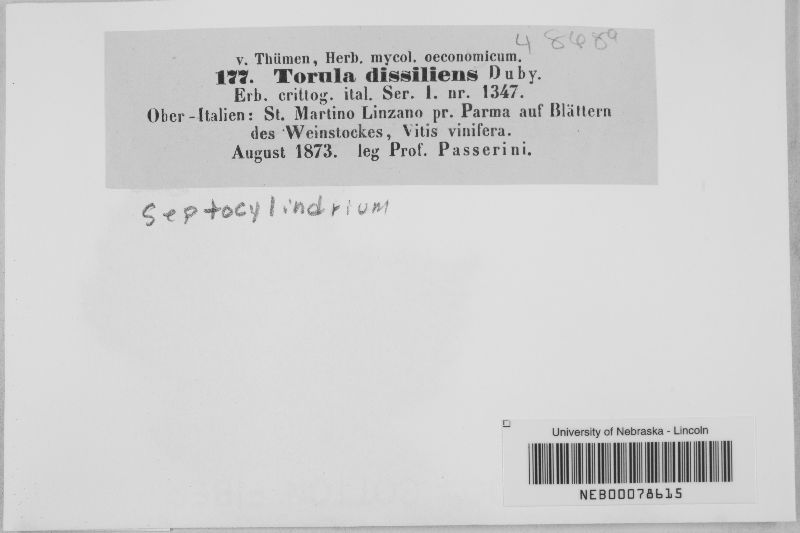 48689
v. Thümen, Herb. mycol. oeconomicum.
177. Torula dissiliens Duby.
Erb. crittog. ital. Ser. I. nr. 1347.
Ober-Italien: St. Martino Linzano pr. Parma auf Blättern
des Weinstockes, Vitis vinifera.
August 1873. leg Prof. Passerini.
Septocylindrium
University of Nebraska - Lincoln
NEB00078615